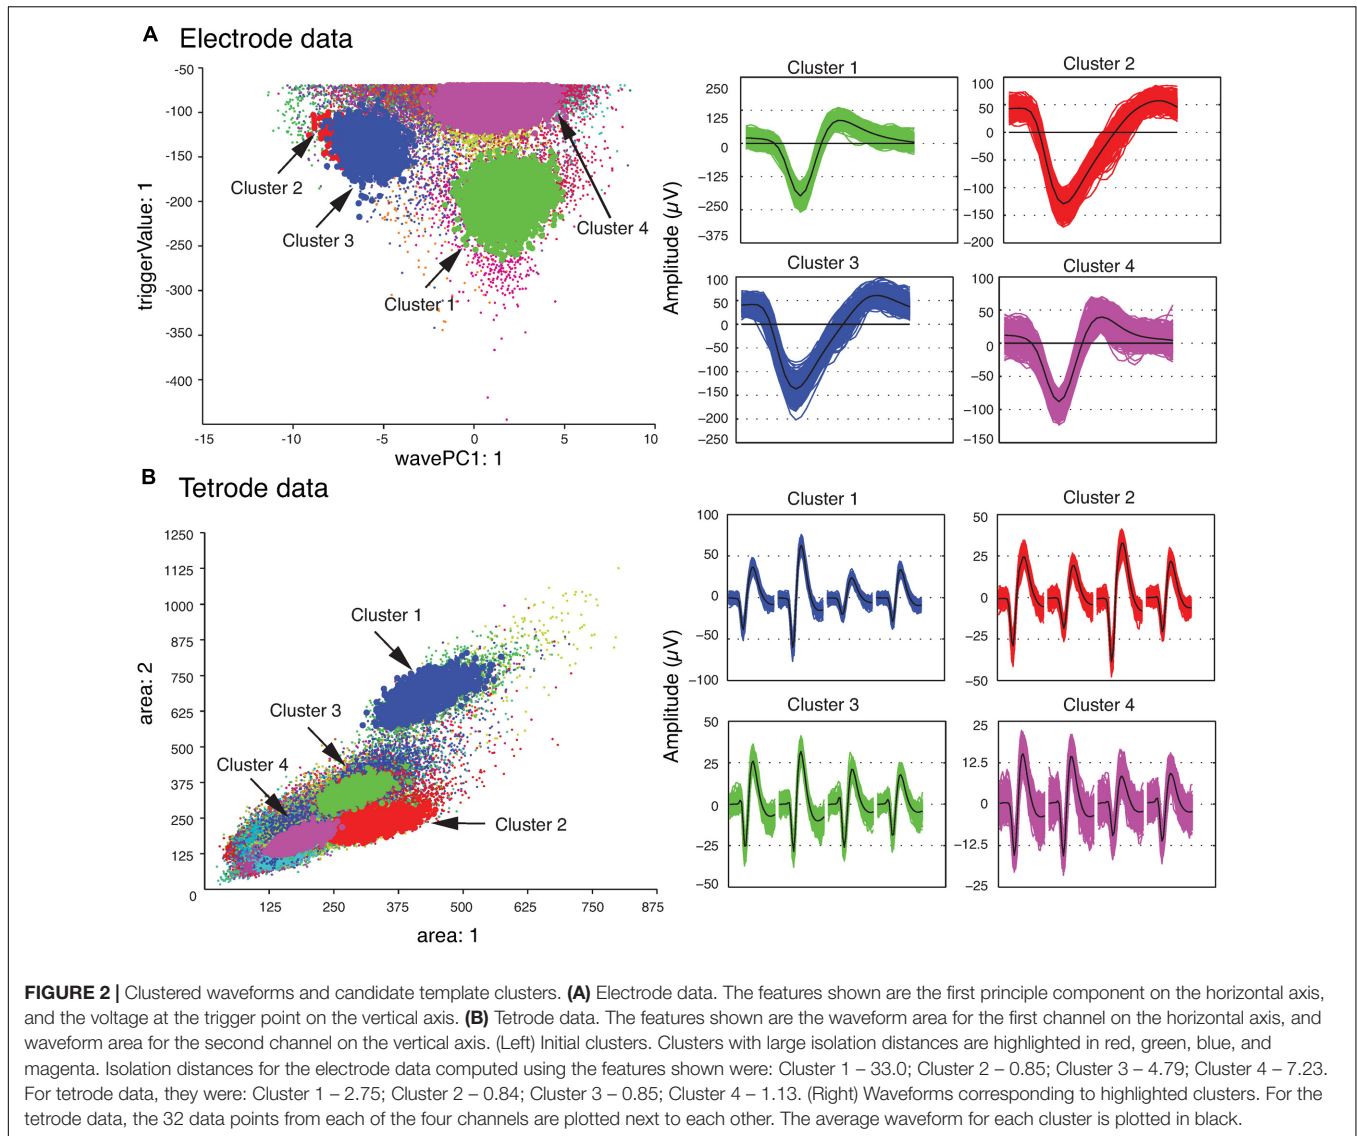 A Electrode data
-50
-100
-150
-200
-250
-300
-350
-400
triggerValue: 1
-15 -10 -5 0 5 10
wavePC1: 1
Cluster 2
Cluster 3
Cluster 1
Cluster 4
Amplitude (µV)
Cluster 1
250
125
0
−125
−250
−375
Cluster 2
100
50
0
−50
−100
−150
−200
Cluster 3
100
50
0
−50
−100
−150
−200
−250
Cluster 4
100
50
0
−50
−100
−150
B Tetrode data
1250
1125
1000
875
750
625
500
375
250
125
0
area: 2
125 250 375 500 625 750 875
area: 1
Cluster 1
Cluster 3
Cluster 4
Cluster 2
Amplitude (µV)
Cluster 1
100
50
0
−50
−100
Cluster 2
50
25
0
−25
−50
Cluster 3
50
25
0
−25
−50
Cluster 4
25
12.5
0
−12.5
−25
FIGURE 2 | Clustered waveforms and candidate template clusters. (A) Electrode data. The features shown are the first principle component on the horizontal axis,
and the voltage at the trigger point on the vertical axis. (B) Tetrode data. The features shown are the waveform area for the first channel on the horizontal axis, and
waveform area for the second channel on the vertical axis. (Left) Initial clusters. Clusters with large isolation distances are highlighted in red, green, blue, and
magenta. Isolation distances for the electrode data computed using the features shown were: Cluster 1 – 33.0; Cluster 2 – 0.85; Cluster 3 – 4.79; Cluster 4 – 7.23.
For tetrode data, they were: Cluster 1 – 2.75; Cluster 2 – 0.84; Cluster 3 – 0.85; Cluster 4 – 1.13. (Right) Waveforms corresponding to highlighted clusters. For the
tetrode data, the 32 data points from each of the four channels are plotted next to each other. The average waveform for each cluster is plotted in black.